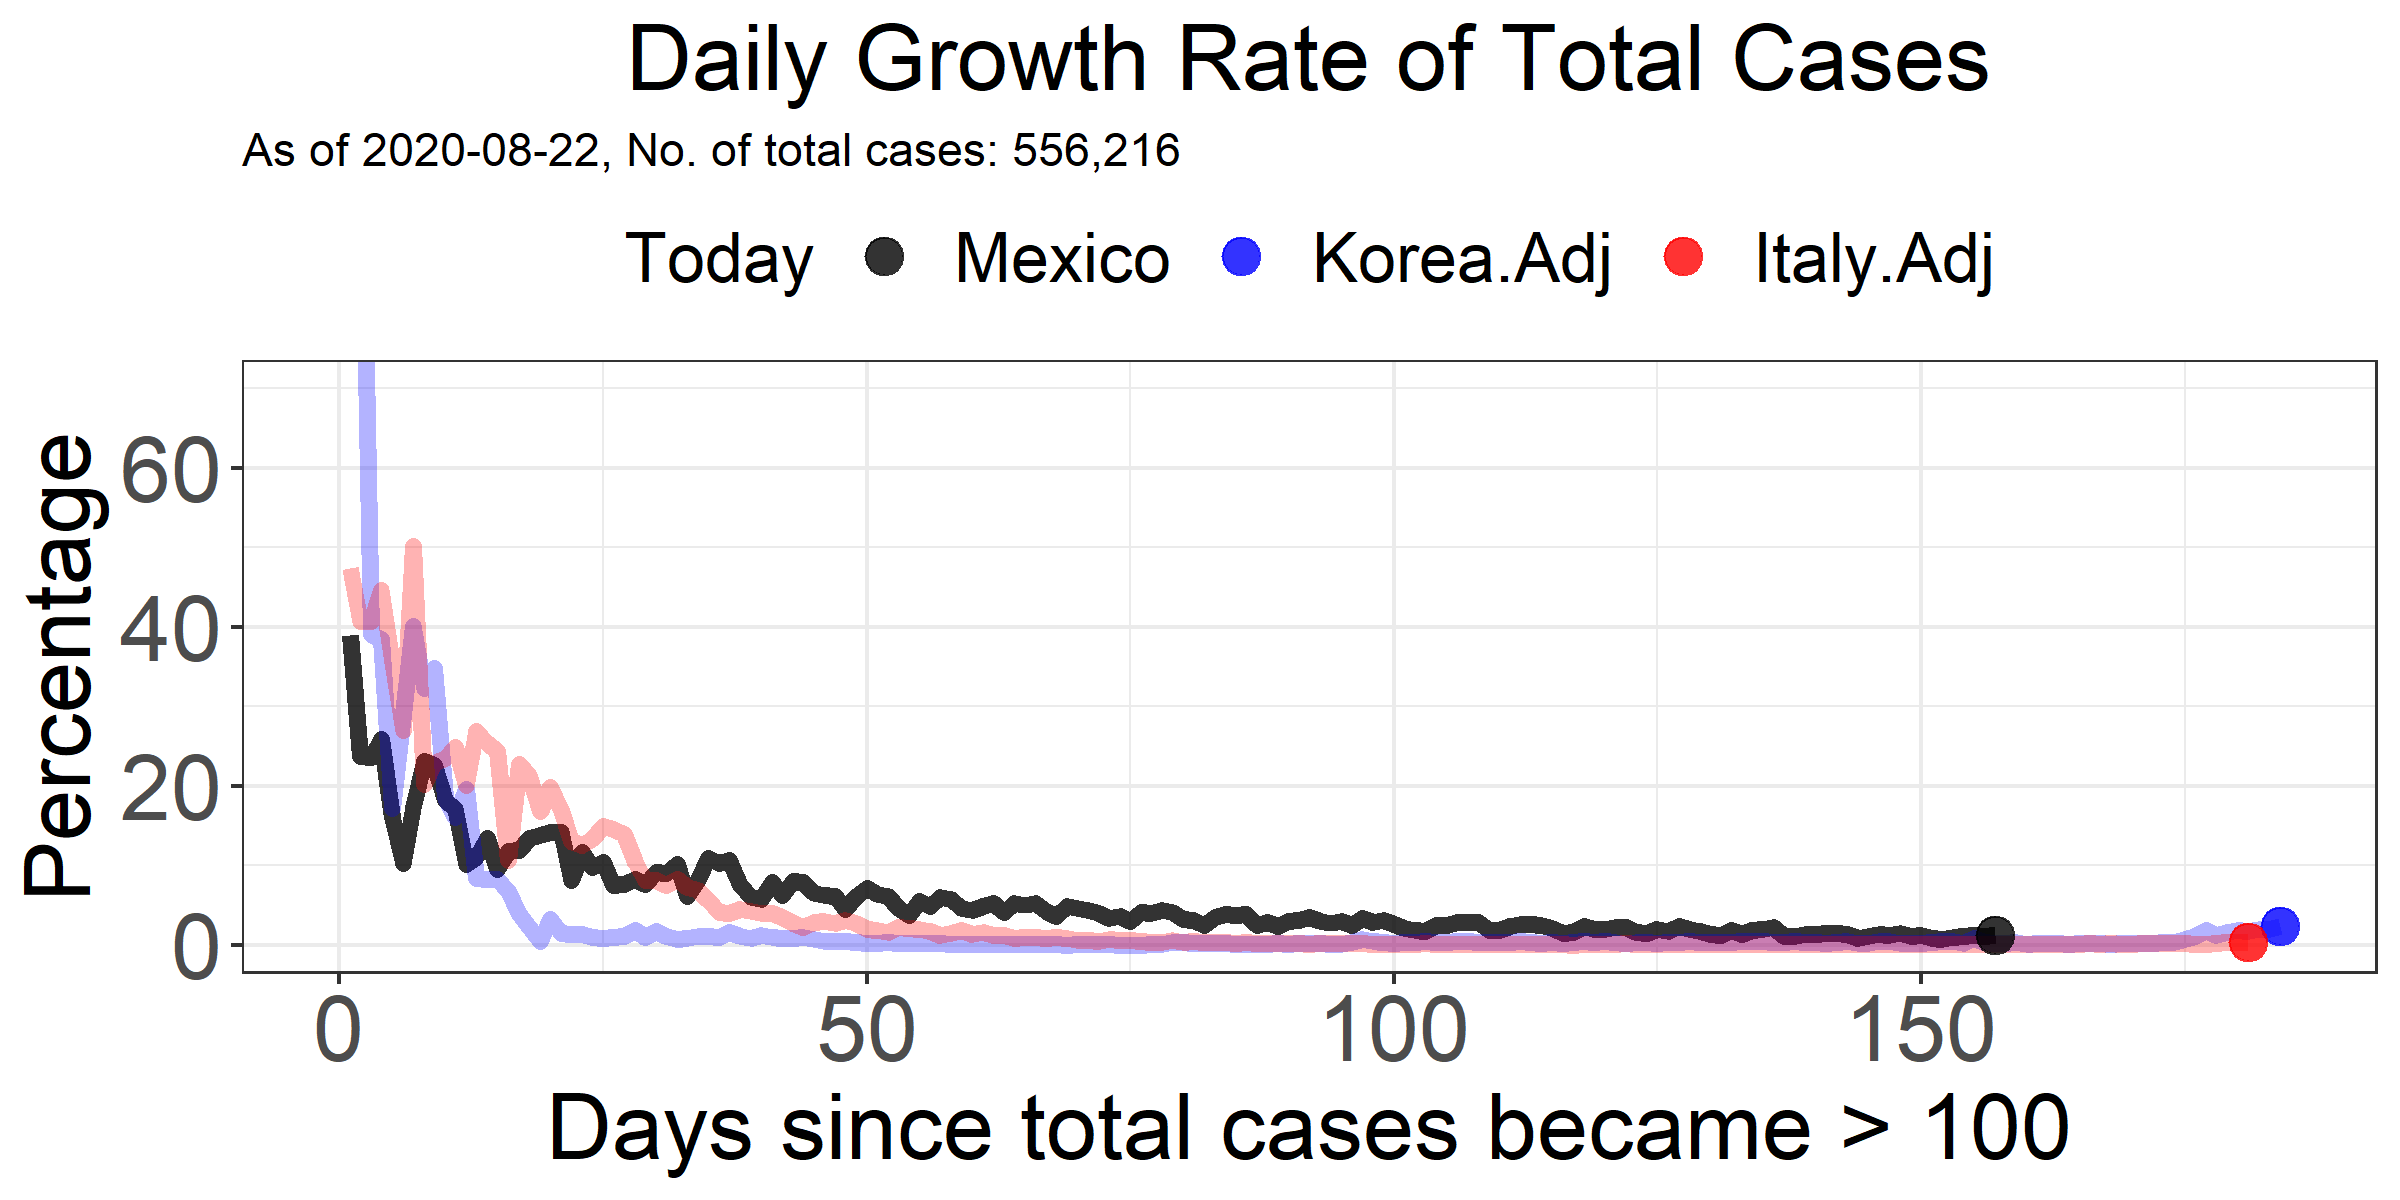 Daily Growth Rate of Total Cases
As of 2020-08-22, No. of total cases: 556,216
Today Mexico Korea.Adj Italy.Adj
Percentage
60
40
20
0
0 50 100 150
Days since total cases became > 100